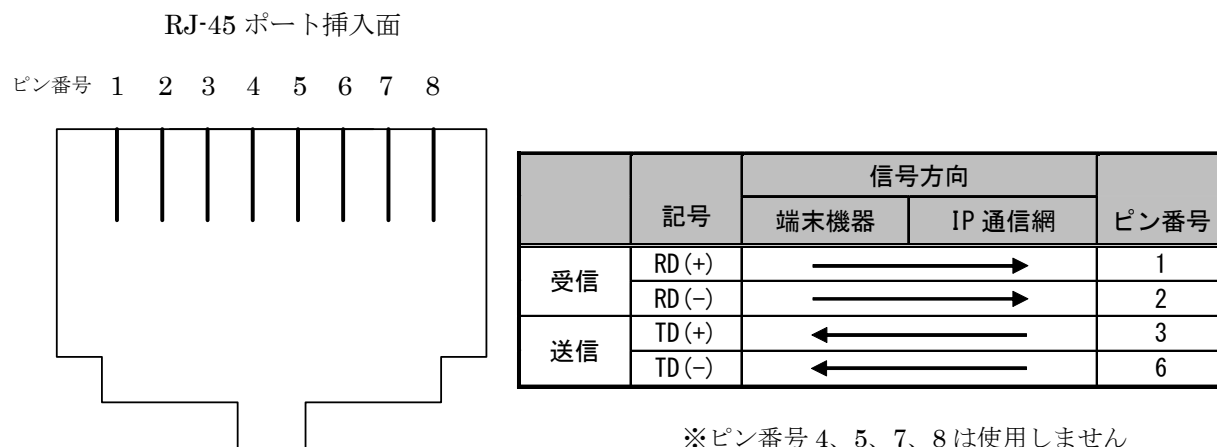 RJ-45 ポート挿入面
ピン番号 1 2 3 4 5 6 7 8
記号 信号方向 ピン番号
端末機器 IP 通信網
受信 RD(+) 1
RD(-) 2
送信 TD(+) 3
TD(-) 6
※ピン番号 4、5、7、8 は使用しません